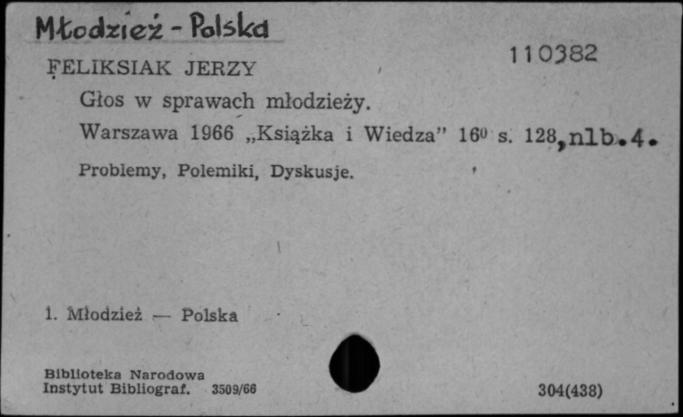 Młodzież - Polska
110382
FELIKSIAK JERZY
Głos w sprawach młodzieży.
Warszawa 1966 „Książka i Wiedza” 16⁰ s. 128, nlb. 4.
Problemy, Polemiki, Dyskusje.
1. Młodzież — Polska
Biblioteka Narodowa
Instytut Bibliograf. 3509/66
304(438)